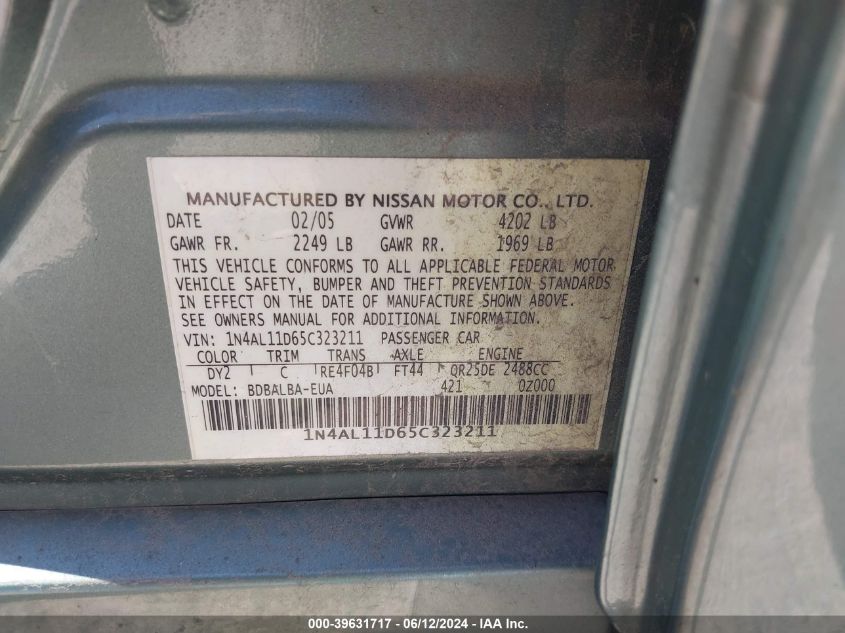 MANUFACTURED BY NISSAN MOTOR CO., LTD.
DATE 02/05 GVWR 4202 LB
GAWR FR. 2249 LB GAWR RR. 1969 LB
THIS VEHICLE CONFORMS TO ALL APPLICABLE FEDERAL MOTOR
VEHICLE SAFETY, BUMPER AND THEFT PREVENTION STANDARDS
IN EFFECT ON THE DATE OF MANUFACTURE SHOWN ABOVE.
SEE OWNERS MANUAL FOR ADDITIONAL INFORMATION.
VIN: 1N4AL11D65C323211 PASSENGER CAR
COLOR TRIM TRANS AXLE ENGINE
DY2 C RE4F04B FT44 QR25DE 2488CC
MODEL: BDBALBA-EUA 421 0Z000
1N4AL11D65C323211
000-39631717 - 06/12/2024 - IAAI Inc.